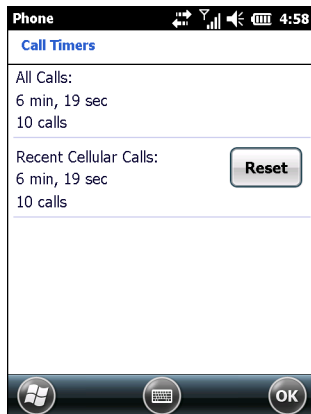 Phone 4:58
Call Timers
All Calls:
6 min, 19 sec
10 calls
Recent Cellular Calls:
6 min, 19 sec
10 calls
Reset
OK